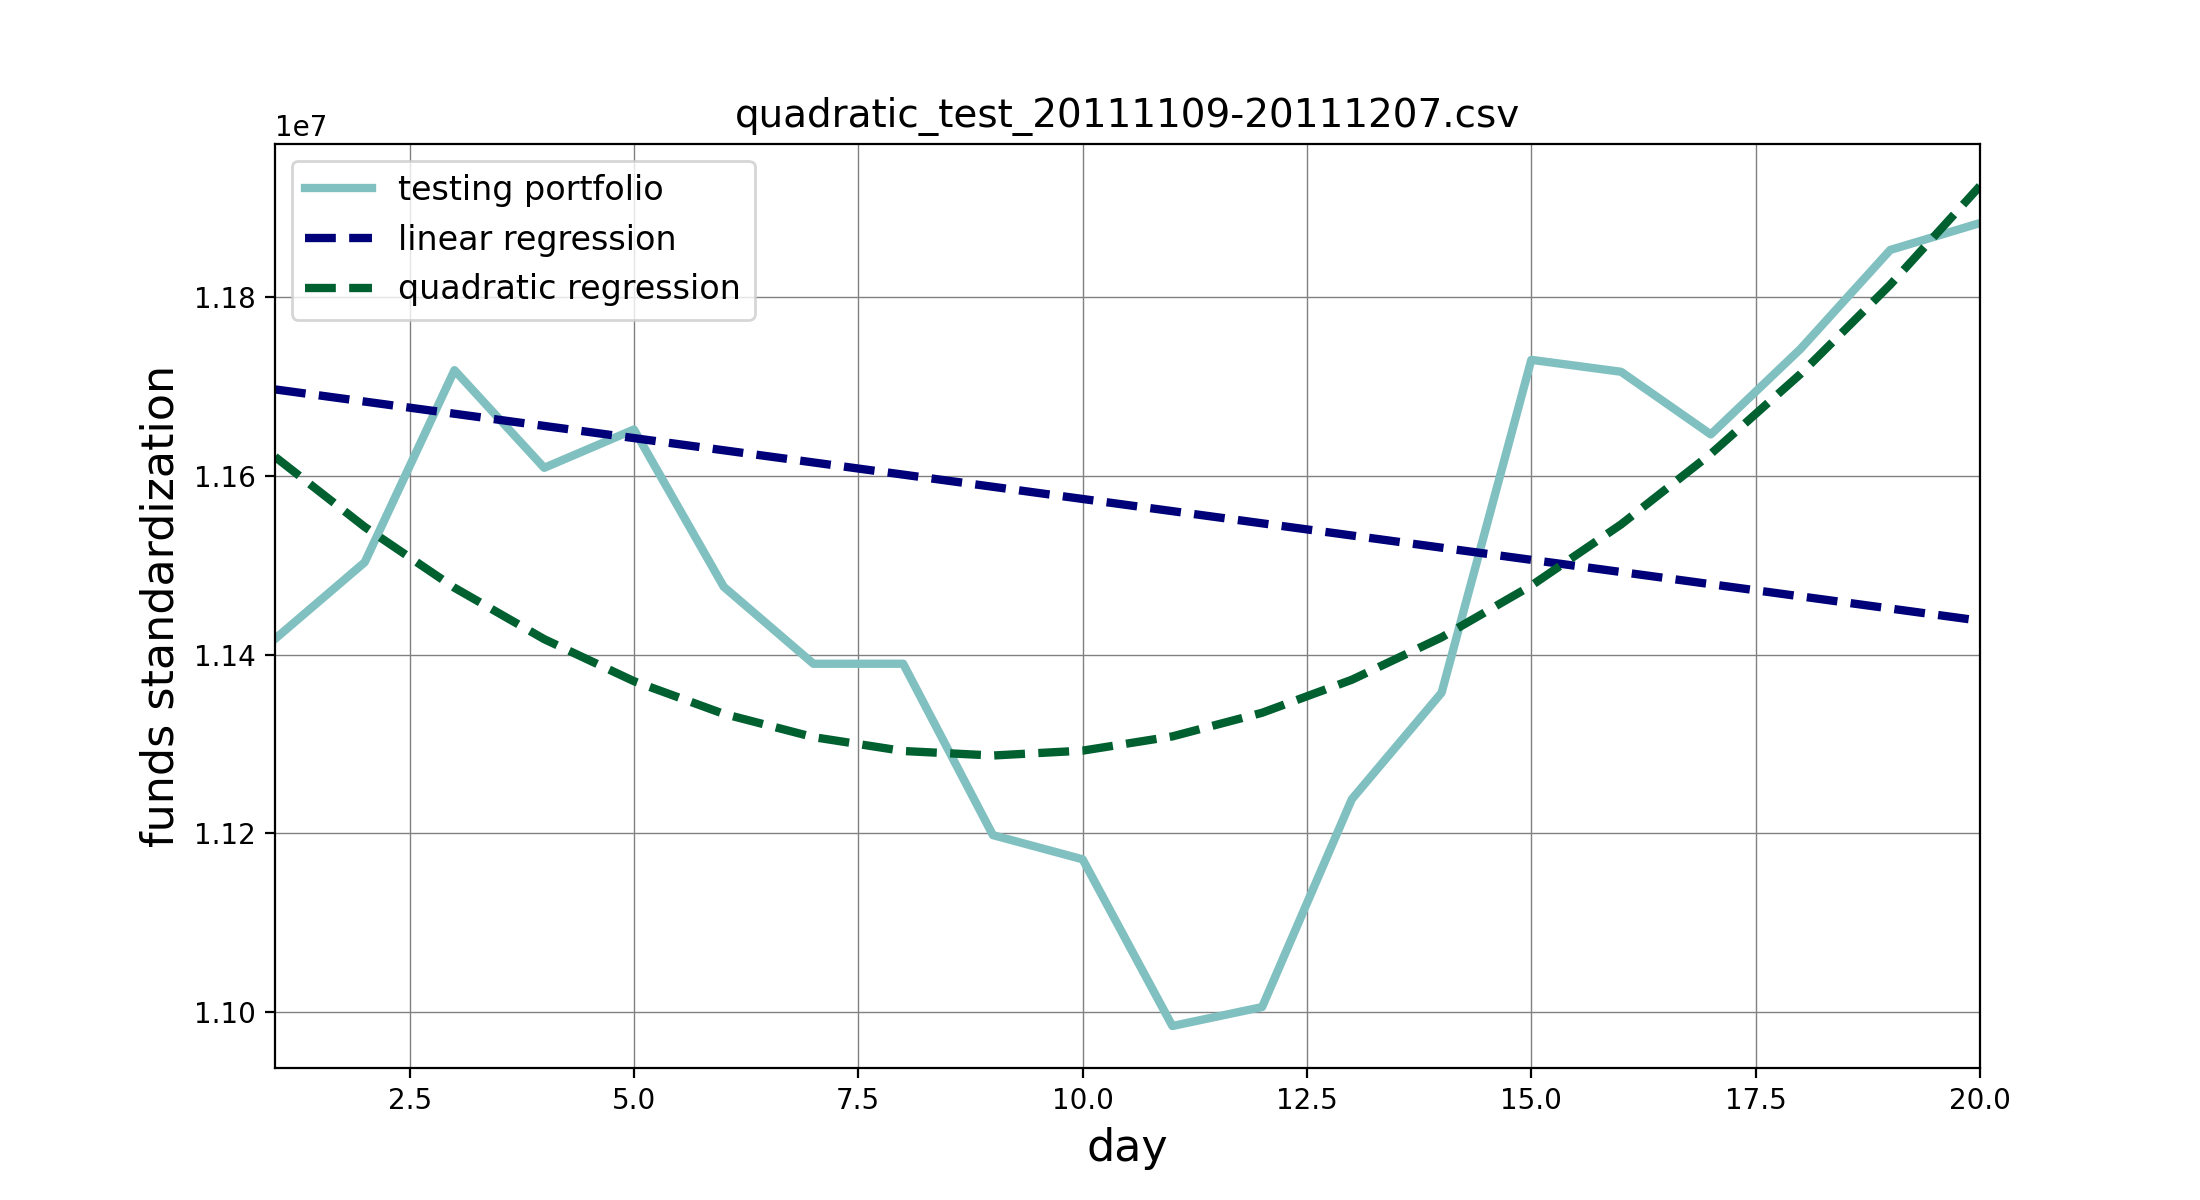 quadratic_test_20111109-20111207.csv
1e7
testing portfolio
linear regression
quadratic regression
funds standardization
1.18
1.16
1.14
1.12
1.10
2.5 5.0 7.5 10.0 12.5 15.0 17.5 20.0
day